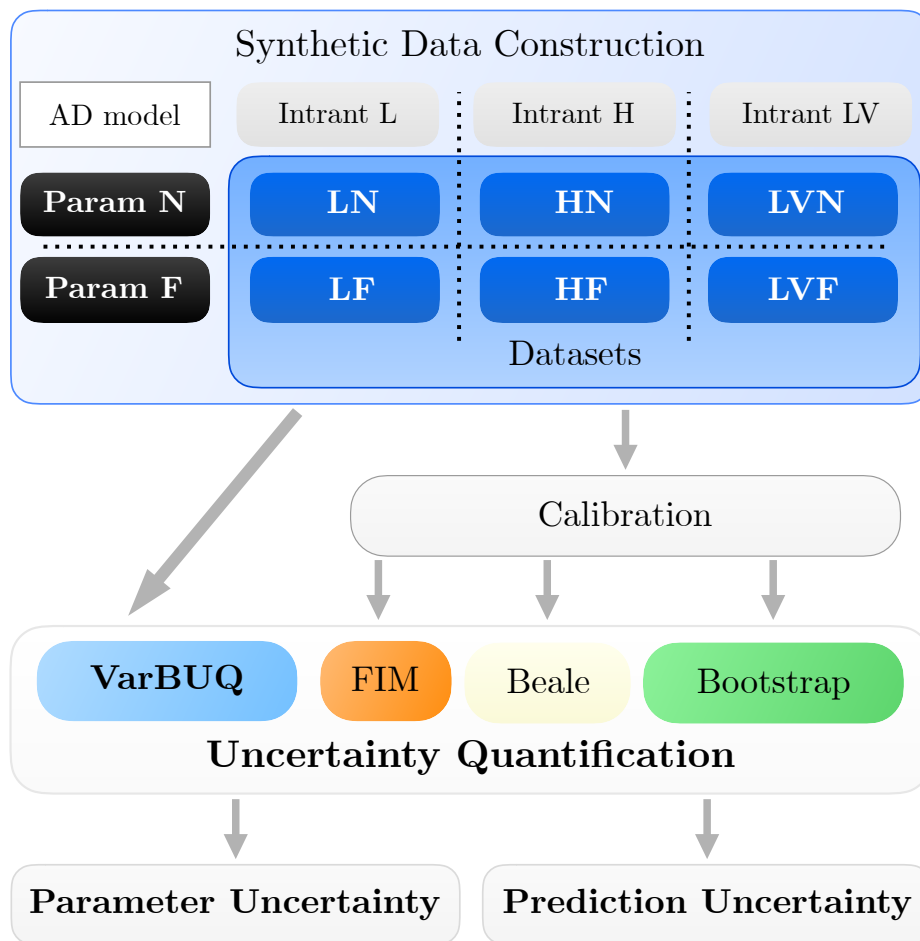 Synthetic Data Construction
AD model
Intrant L
Intrant H
Intrant LV
Param N
LN
HN
LVN
Param F
LF
HF
LVF
Datasets
Calibration
VarBUQ
FIM
Beale
Bootstrap
Uncertainty Quantification
Parameter Uncertainty
Prediction Uncertainty